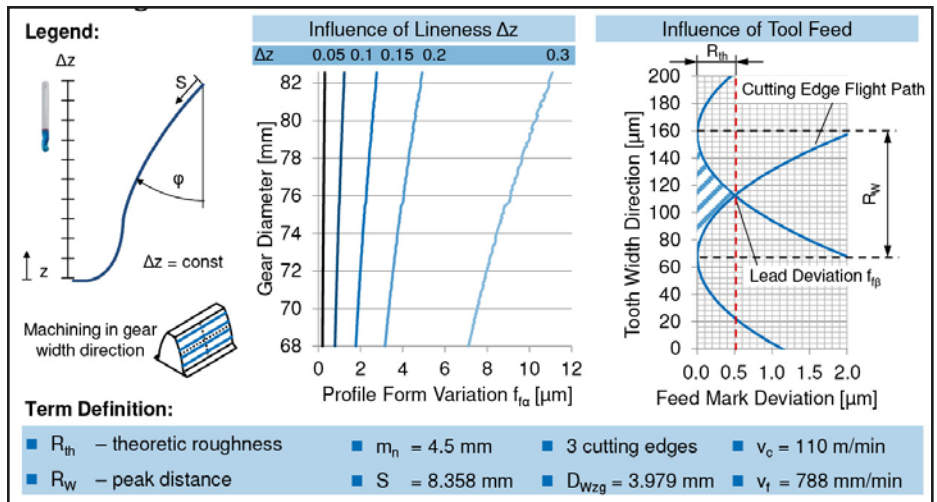 Legend:
Δz
S
φ
z
Δz = const
Machining in gear
width direction
Influence of Lineness Δz
Δz 0.05 0.1 0.15 0.2 0.3
Gear Diameter [mm]
82
80
78
76
74
72
70
68
0 2 4 6 8 10 12
Profile Form Variation ffα [µm]
Influence of Tool Feed
Rth
Tooth Width Direction [µm]
200
160
140
120
100
80
60
40
20
0
Cutting Edge Flight Path
RW
Lead Deviation ffβ
0.0 0.5 1.0 1.5 2.0
Feed Mark Deviation [µm]
Term Definition:
Rth – theoretic roughness
RW – peak distance
mn = 4.5 mm
S = 8.358 mm
3 cutting edges
DWzg = 3.979 mm
vc = 110 m/min
vf = 788 mm/min